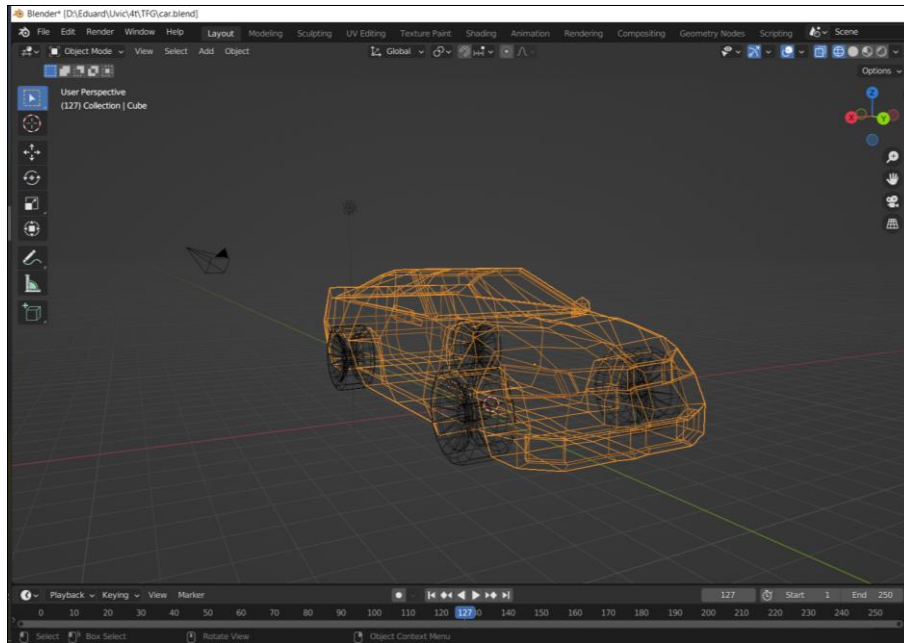 Blender* [D:\Eduard\Uvic\4t\TFG\car.blend]
File Edit Render Window Help Layout Modeling Sculpting UV Editing Texture Paint Shading Animation Rendering Compositing Geometry Nodes Scripting Scene
Object Mode View Select Add Object Global
Options
User Perspective
(127) Collection | Cube
Z
X Y
Playback Keying View Marker 127 Start 1 End 250
0 10 20 30 40 50 60 70 80 90 100 110 120 127 130 140 150 160 170 180 190 200 210 220 230 240 250
Select Box Select Rotate View Object Context Menu